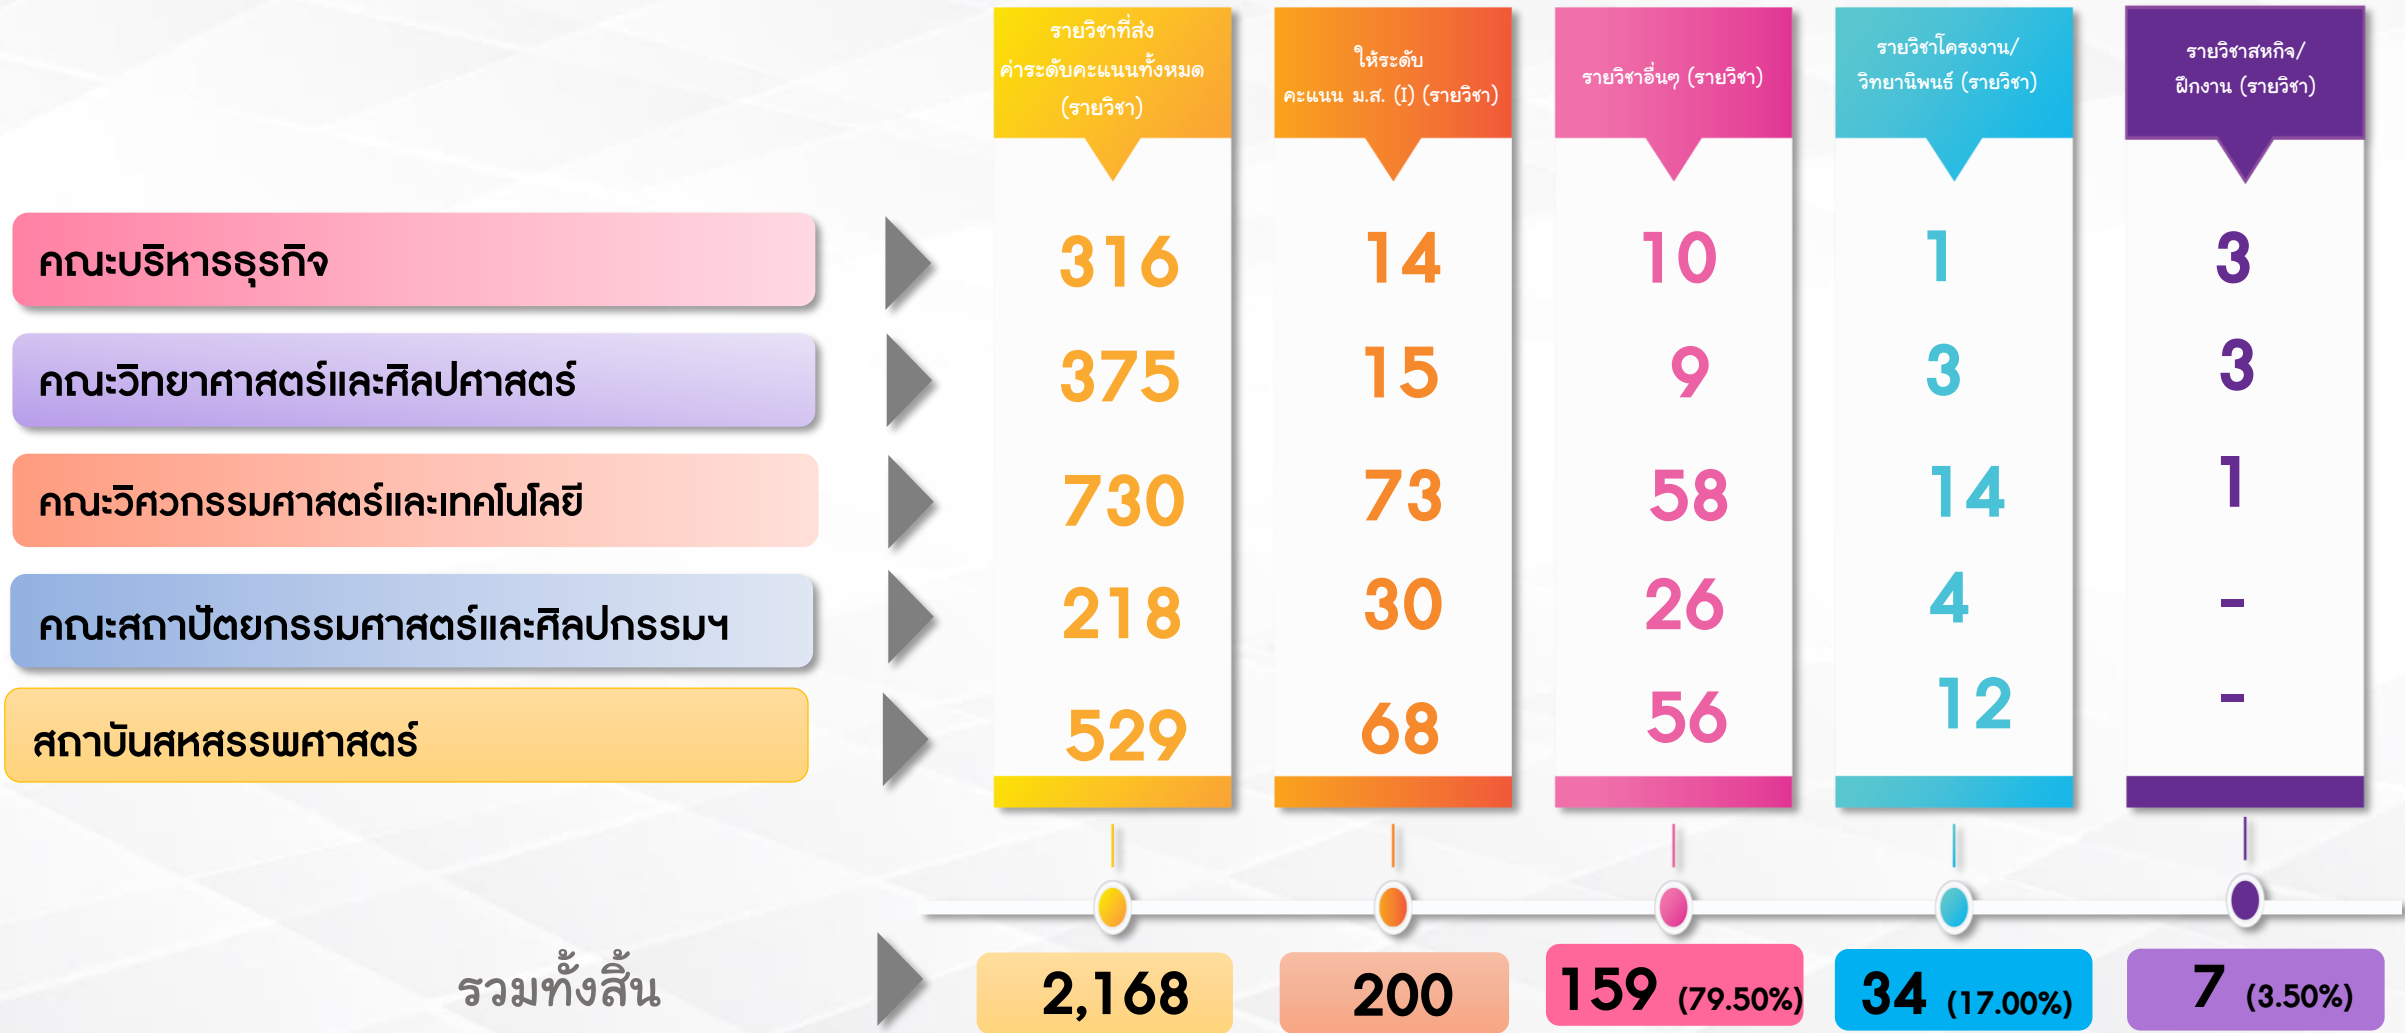 รายวิชาที่ส่ง
ค่าระดับคะแนนทั้งหมด
(รายวิชา)
ให้ระดับ
คะแนน ม.ส. (I) (รายวิชา)
รายวิชาอื่นๆ (รายวิชา)
รายวิชาโครงงาน/
วิทยานิพนธ์ (รายวิชา)
รายวิชาสหกิจ/
ฝึกงาน (รายวิชา)
คณะบริหารธุรกิจ 316 14 10 1 3
คณะวิทยาศาสตร์และศิลปศาสตร์ 375 15 9 3 3
คณะวิศวกรรมศาสตร์และเทคโนโลยี 730 73 58 14 1
คณะสถาปัตยกรรมศาสตร์และศิลปกรรมฯ 218 30 26 4 -
สถาบันสหสรรพศาสตร์ 529 68 56 12 -
รวมทั้งสิ้น 2,168 200 159 (79.50%) 34 (17.00%) 7 (3.50%)